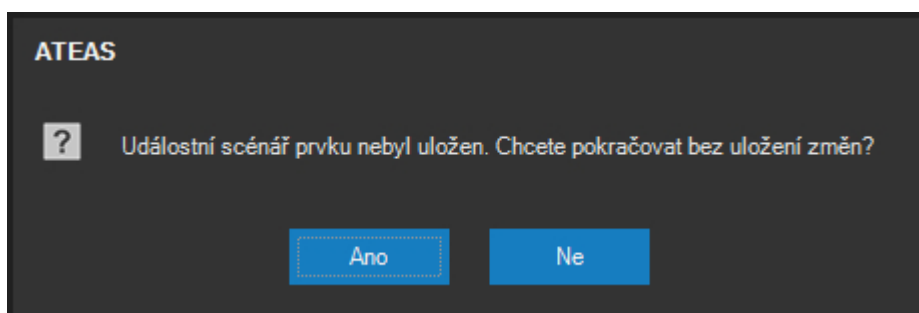 ATEAS
?
Událostní scénář prvku nebyl uložen. Chcete pokračovat bez uložení změn?
Ano Ne